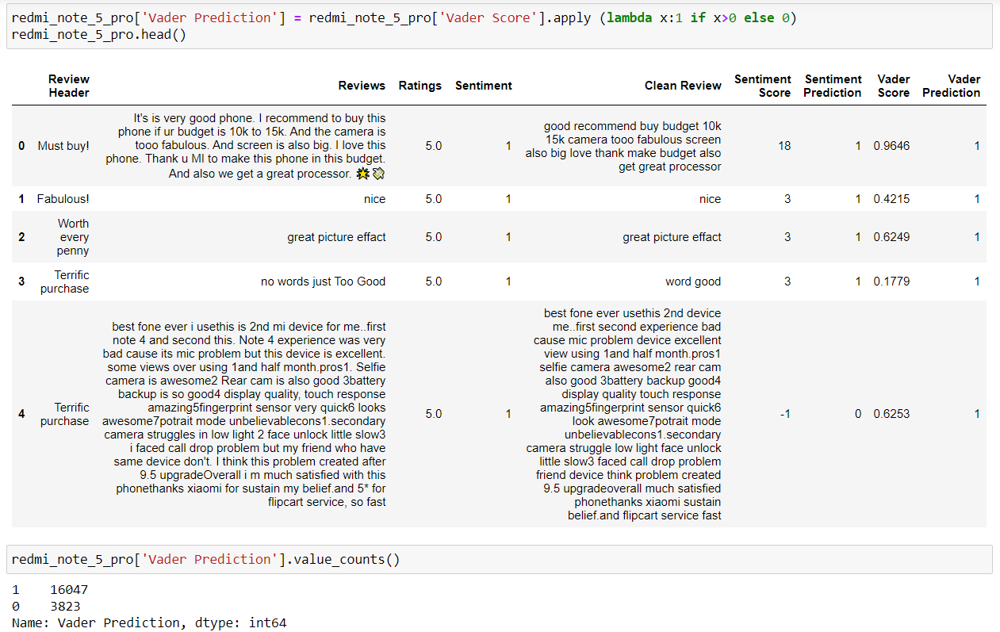 redmi_note_5_pro['Vader Prediction'] = redmi_note_5_pro['Vader Score'].apply (lambda x:1 if x>0 else 0)
redmi_note_5_pro.head()
Review Header Reviews Ratings Sentiment Clean Review Sentiment Score Sentiment Prediction Vader Score Vader Prediction
0 Must buy!
It's is very good phone. I recommend to buy this
phone if ur budget is 10k to 15k. And the camera is
tooo fabulous. And screen is also big. I love this
phone. Thank u MI to make this phone in this budget.
And also we get a great processor. 🌟💫
5.0 1
good recommend buy budget 10k
15k camera tooo fabulous screen
also big love thank make budget also
get great processor
18 1 0.9646 1
1 Fabulous! nice 5.0 1 nice 3 1 0.4215 1
2 Worth
every
penny
great picture effact 5.0 1 great picture effact 3 1 0.6249 1
3 Terrific
purchase
no words just Too Good 5.0 1 word good 3 1 0.1779 1
4 Terrific
purchase
best fone ever i usethis is 2nd mi device for me..first
note 4 and second this. Note 4 experience was very
bad cause its mic problem but this device is excellent.
some views over using 1and half month.pros1. Selfie
camera is awesome2 Rear cam is also good 3battery
backup is so good4 display quality, touch response
amazing5fingerprint sensor very quick6 looks
awesome7potrait mode unbelievablecons1.secondary
camera struggles in low light 2 face unlock little slow3
i faced call drop problem but my friend who have
same device don't. I think this problem created after
9.5 upgradeOverall i m much satisfied with this
phonethanks xiaomi for sustain my belief.and 5* for
flipcart service, so fast
5.0 1
best fone ever usethis 2nd device
me..first second experience bad
cause mic problem device excellent
view using 1and half month.pros1
selfie camera awesome2 rear cam
also good 3battery backup good4
display quality touch response
amazing5fingerprint sensor quick6
look awesome7potrait mode
unbelievablecons1.secondary
camera struggle low light face unlock
little slow3 faced call drop problem
friend device think problem created
9.5 upgradeoverall much satisfied
phonethanks xiaomi sustain
belief.and flipcart service fast
-1 0 0.6253 1
redmi_note_5_pro['Vader Prediction'].value_counts()
1 16047
0 3823
Name: Vader Prediction, dtype: int64